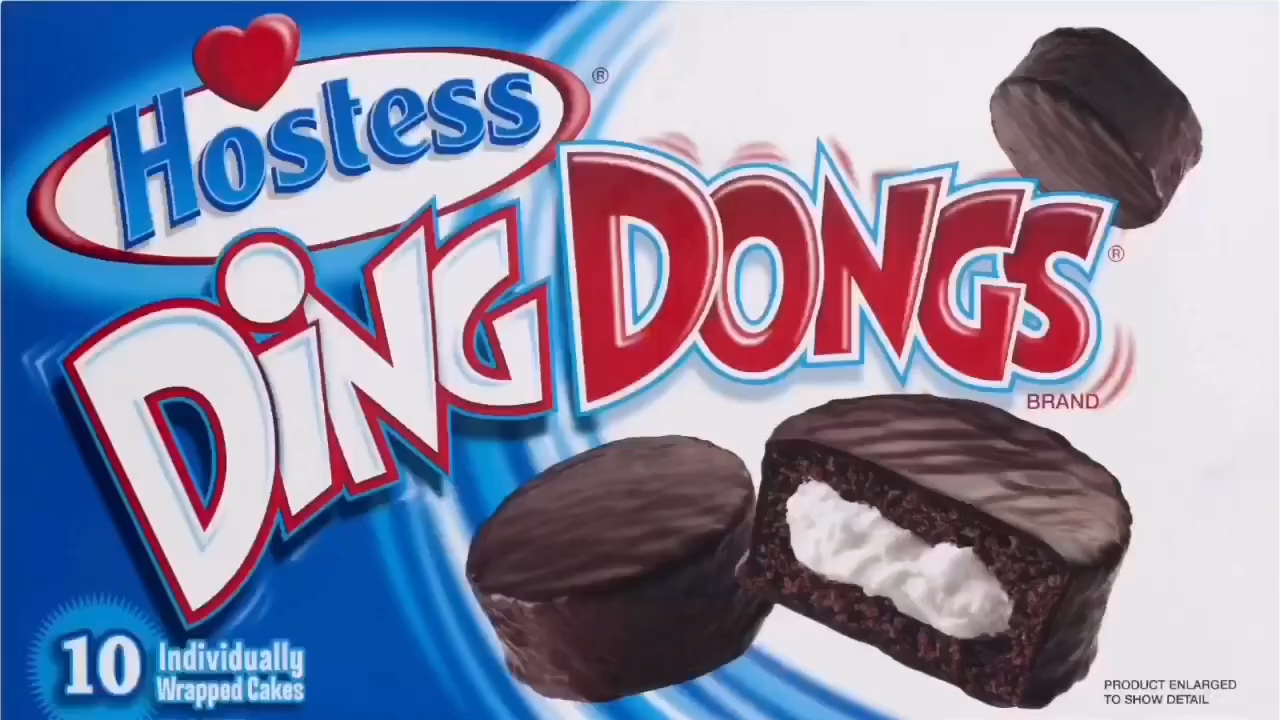 Hostess®
DiNG DONGS®
BRAND
10 Individually
Wrapped Cakes
PRODUCT ENLARGED
TO SHOW DETAIL